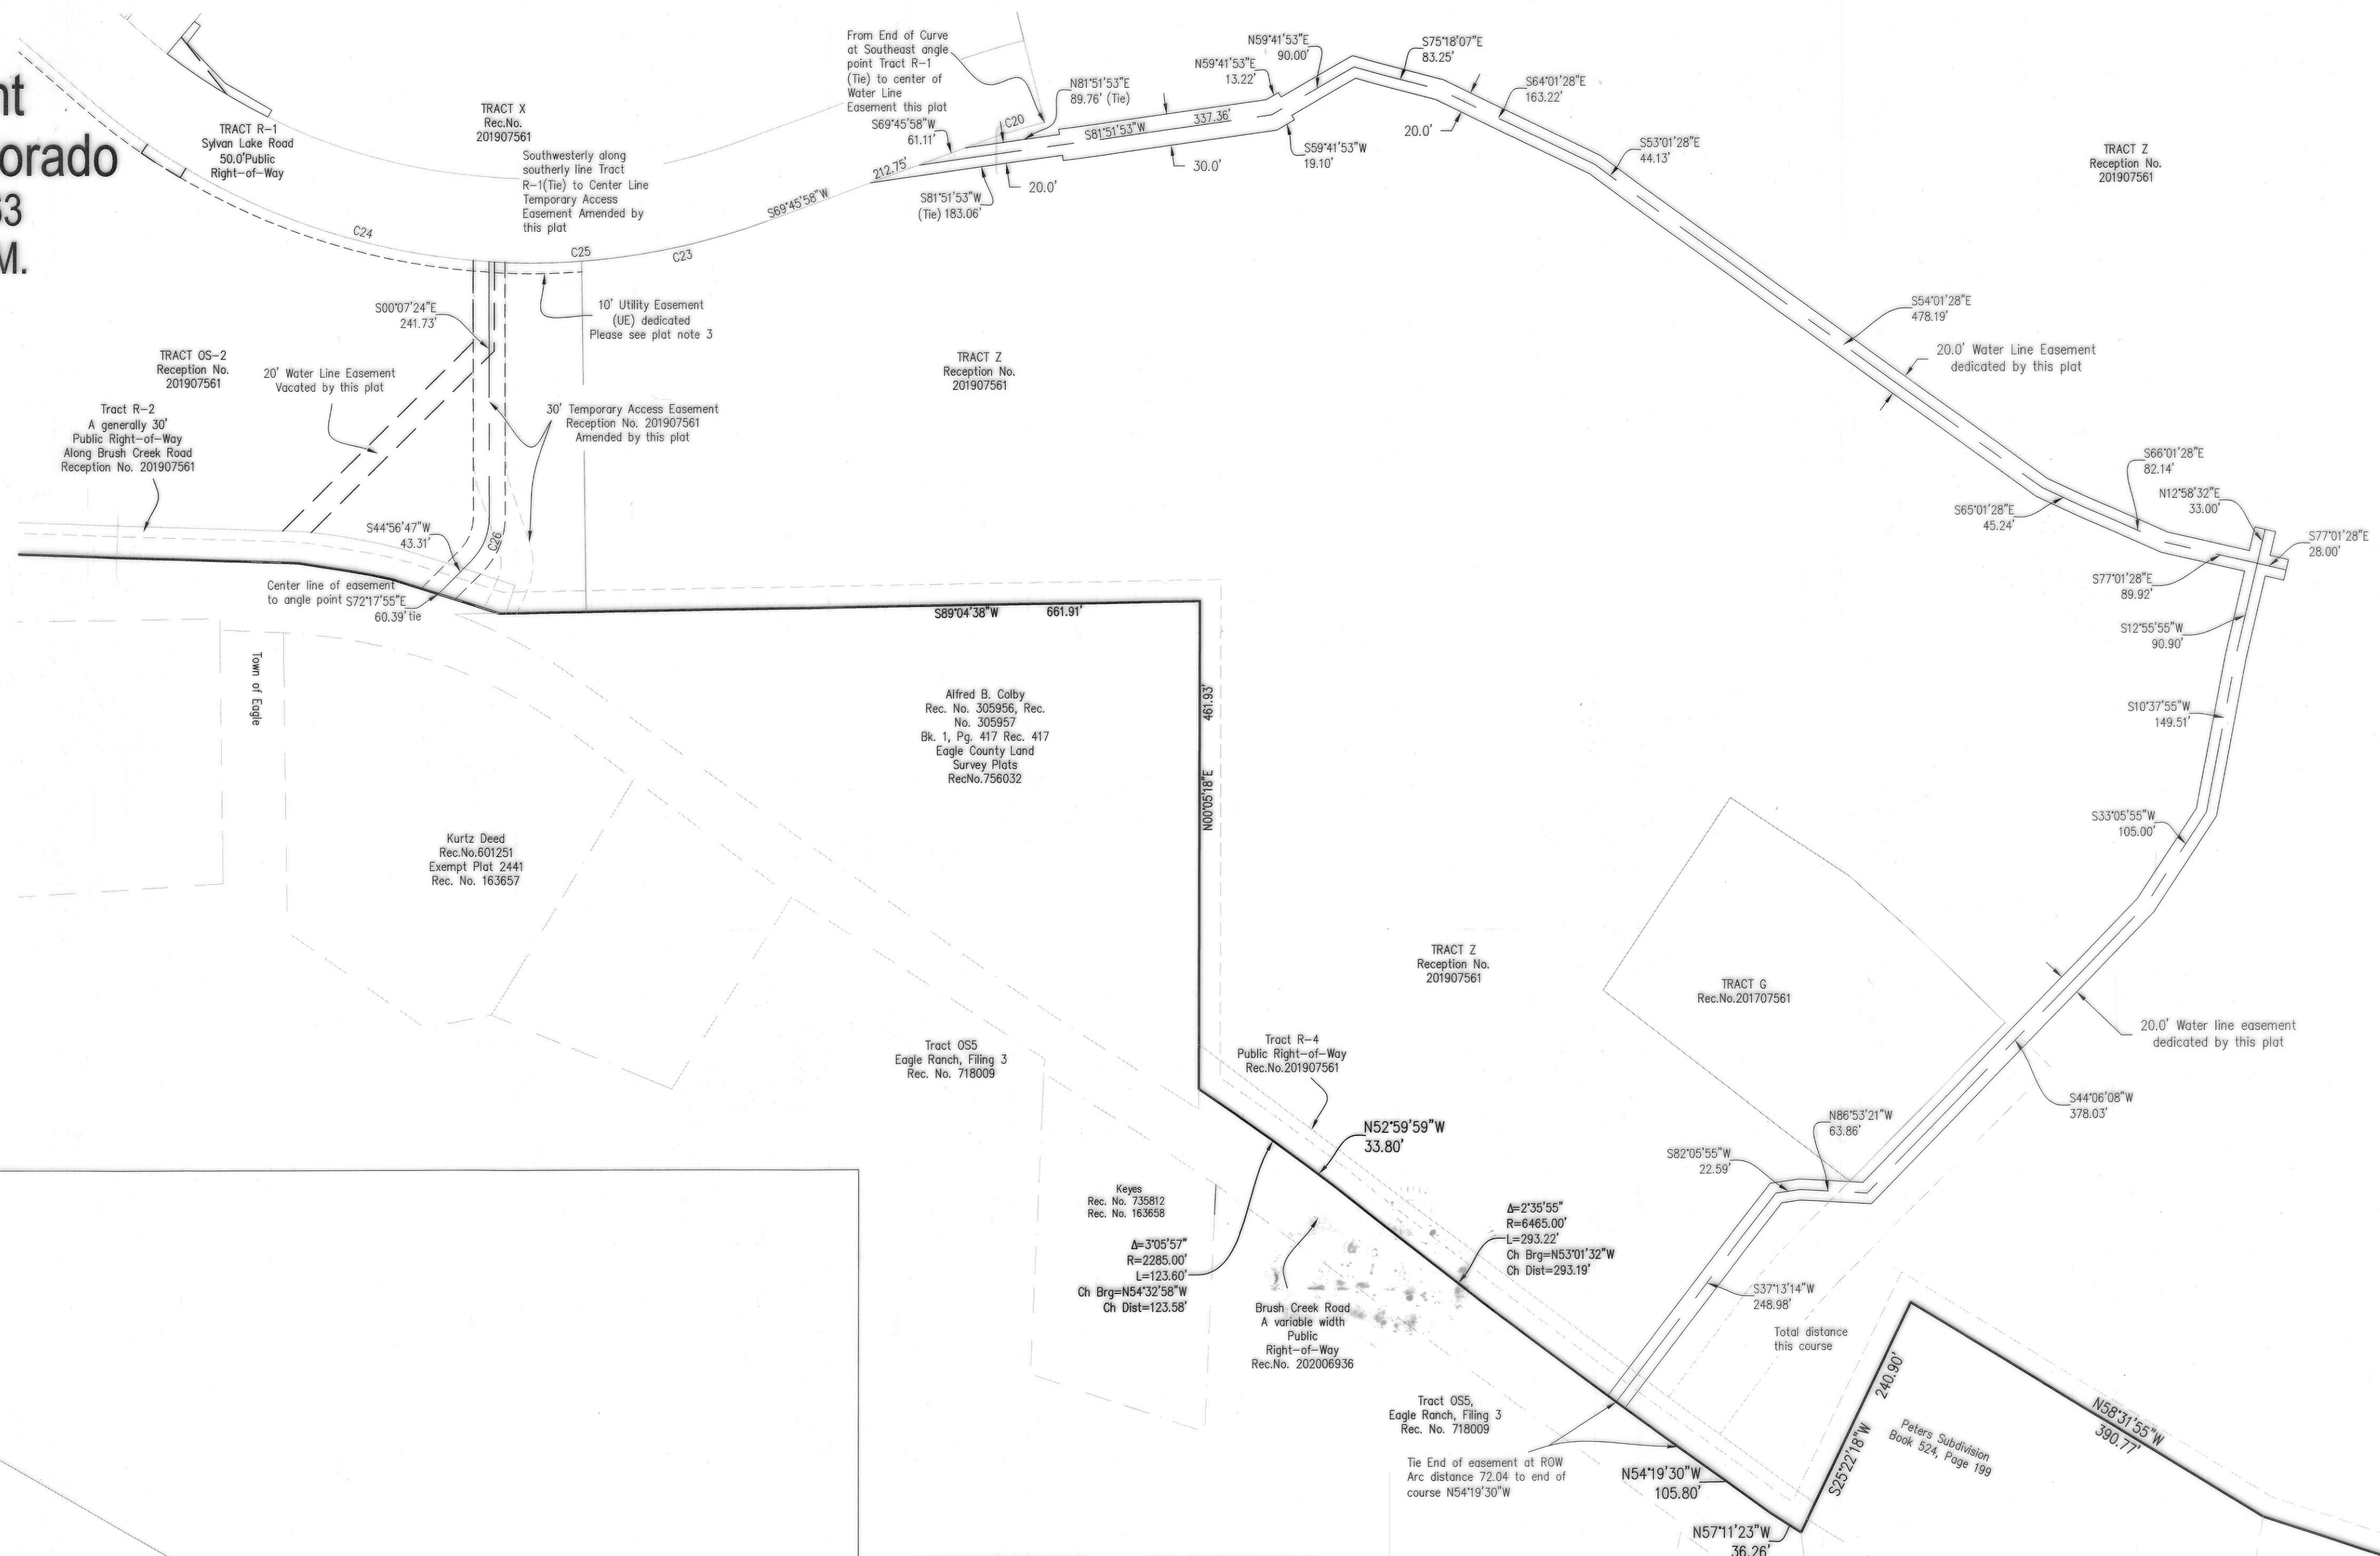 nt
orado
63
M.
TRACT R-1
Sylvan Lake Road
50.0'Public
Right-of-Way
TRACT X
Rec.No.
201907561
Southwesterly along
southerly line Tract
R-1(Tie) to Center Line
Temporary Access
Easement Amended by
this plat
From End of Curve
at Southeast angle
point Tract R-1
(Tie) to center of
Water Line
Easement this plat
S69°45'58"W
61.11'
N81°51'53"E
89.76' (Tie)
C20
S81°51'53"W
337.36'
N59°41'53"E
13.22'
N59°41'53"E
90.00'
S75°18'07"E
83.25'
S64°01'28"E
163.22'
20.0'
S59°41'53"W
19.10'
30.0'
20.0'
S81°51'53"W
(Tie) 183.06'
212.75'
S69°45'58"W
S53°01'28"E
44.13'
TRACT Z
Reception No.
201907561
C24
C25
C23
S00°07'24"E
241.73'
10' Utility Easement
(UE) dedicated
Please see plat note 3
S54°01'28"E
478.19'
20.0' Water Line Easement
dedicated by this plat
TRACT OS-2
Reception No.
201907561
20' Water Line Easement
Vacated by this plat
TRACT Z
Reception No.
201907561
Tract R-2
A generally 30'
Public Right-of-Way
Along Brush Creek Road
Reception No. 201907561
30' Temporary Access Easement
Reception No. 201907561
Amended by this plat
S66°01'28"E
82.14'
N12°58'32"E
33.00'
S65°01'28"E
45.24'
S77°01'28"E
28.00'
S44°56'47"W
43.31'
C26
Center line of easement
to angle point S72°17'55"E
60.39' tie
S77°01'28"E
89.92'
S89°04'38"W 661.91'
S12°55'55"W
90.90'
Town of Eagle
Alfred B. Colby
Rec. No. 305956, Rec.
No. 305957
Bk. 1, Pg. 417 Rec. 417
Eagle County Land
Survey Plats
RecNo.756032
461.93'
N00°05'18"E
S10°37'55"W
149.51'
S33°05'55"W
105.00'
Kurtz Deed
Rec.No.601251
Exempt Plat 2441
Rec. No. 163657
TRACT Z
Reception No.
201907561
TRACT G
Rec.No.201707561
20.0' Water line easement
dedicated by this plat
Tract OS5
Eagle Ranch, Filing 3
Rec. No. 718009
Tract R-4
Public Right-of-Way
Rec.No.201907561
S44°06'08"W
378.03'
N86°53'21"W
63.86'
N52°59'59"W
33.80'
S82°05'55"W
22.59'
Keyes
Rec. No. 735812
Rec. No. 163658
Δ=3°05'57"
R=2285.00'
L=123.60'
Ch Brg=N54°32'58"W
Ch Dist=123.58'
Δ=2°35'55"
R=6465.00'
L=293.22'
Ch Brg=N53°01'32"W
Ch Dist=293.19'
S37°13'14"W
248.98'
Total distance
this course
Brush Creek Road
A variable width
Public
Right-of-Way
Rec.No. 202006936
240.90'
S25°22'18"W
N58°31'55"W
390.77'
Peters Subdivision
Book 524, Page 199
Tract OS5,
Eagle Ranch, Filing 3
Rec. No. 718009
Tie End of easement at ROW
Arc distance 72.04 to end of
course N54°19'30"W
N54°19'30"W
105.80'
N57°11'23"W
36.26'